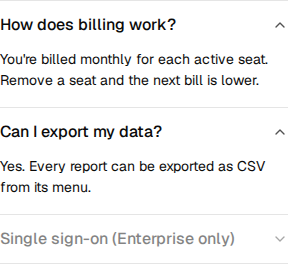 How does billing work?
You're billed monthly for each active seat.
Remove a seat and the next bill is lower.
Can I export my data?
Yes. Every report can be exported as CSV
from its menu.
Single sign-on (Enterprise only)